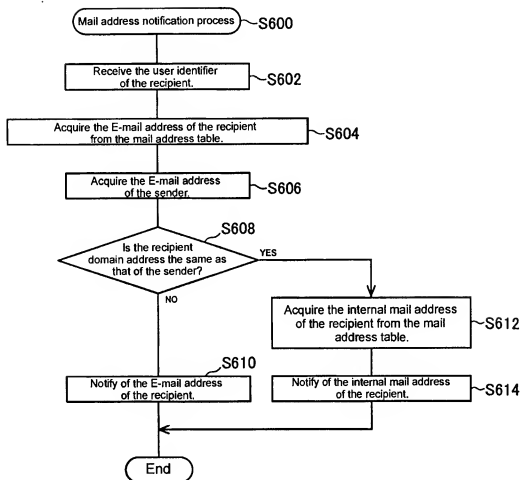 Mail address notification process
S600
Receive the user identifier
of the recipient.
S602
Acquire the E-mail address of the recipient
from the mail address table.
S604
Acquire the E-mail address
of the sender.
S606
S608
Is the recipient
domain address the same as
that of the sender?
YES
NO
Acquire the internal mail address
of the recipient from the mail
address table.
S612
S610
Notify of the E-mail address
of the recipient.
Notify of the internal mail address
of the recipient.
S614
End